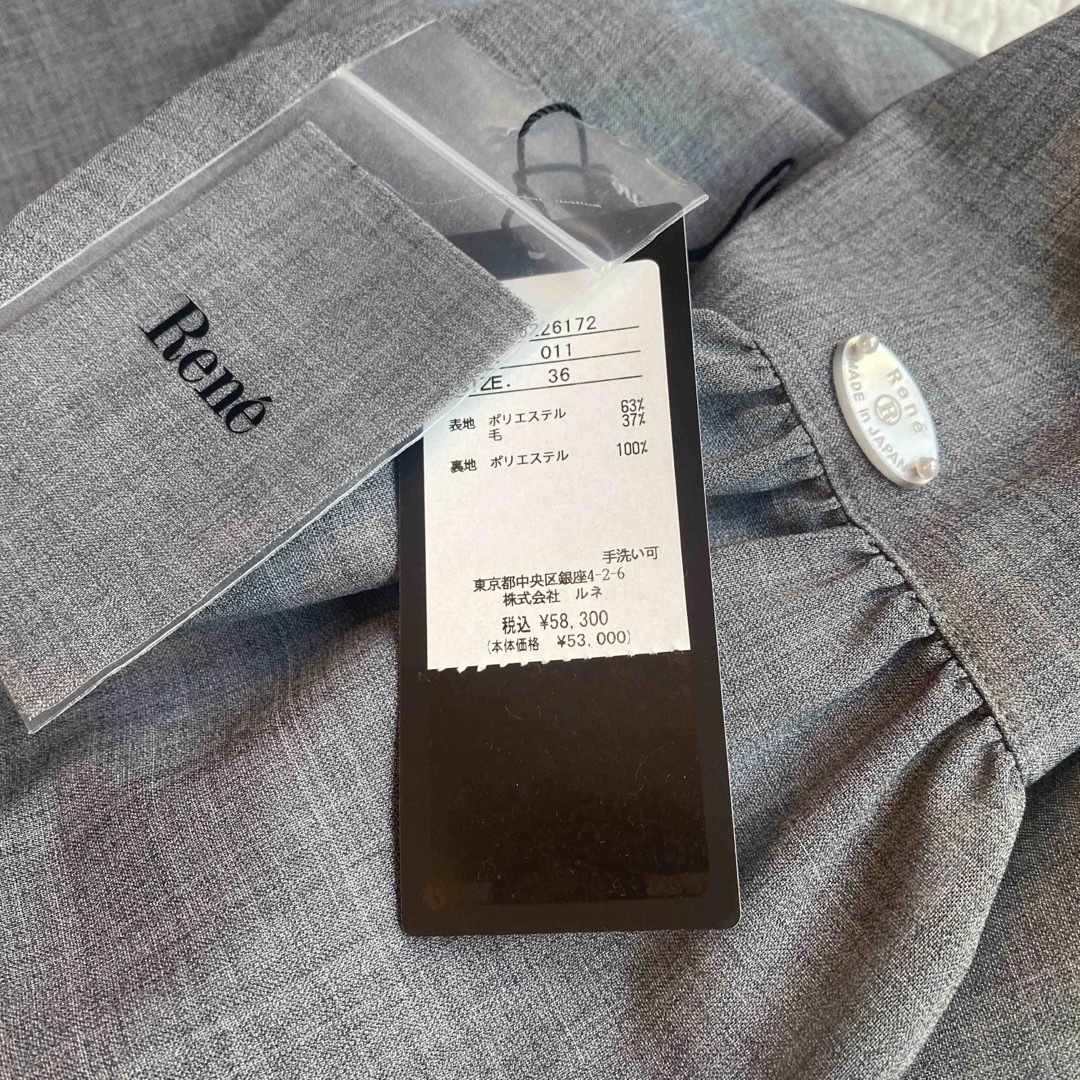 René
226172
011
ZE. 36
表地 ポリエステル 63%
毛 37%
裏地 ポリエステル 100%
手洗い可
東京都中央区銀座4-2-6
株式会社 ルネ
税込 ¥58,300
(本体価格 ¥53,000)
René
R
MADE in JAPAN